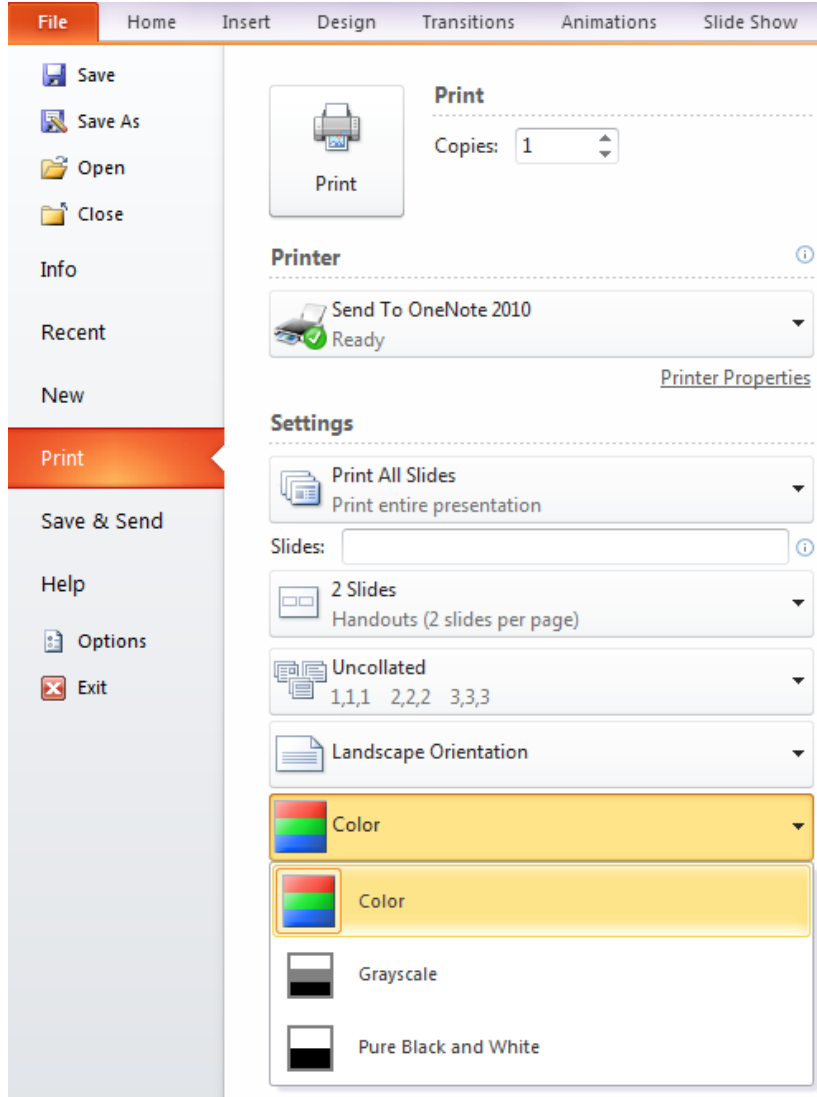 File Home Insert Design Transitions Animations Slide Show
Save
Save As
Open
Close
Info
Recent
New
Print
Save & Send
Help
Options
Exit
Print
Print
Copies: 1
Printer
Send To OneNote 2010
Ready
Printer Properties
Settings
Print All Slides
Print entire presentation
Slides:
2 Slides
Handouts (2 slides per page)
Uncollated
1,1,1 2,2,2 3,3,3
Landscape Orientation
Color
Color
Grayscale
Pure Black and White